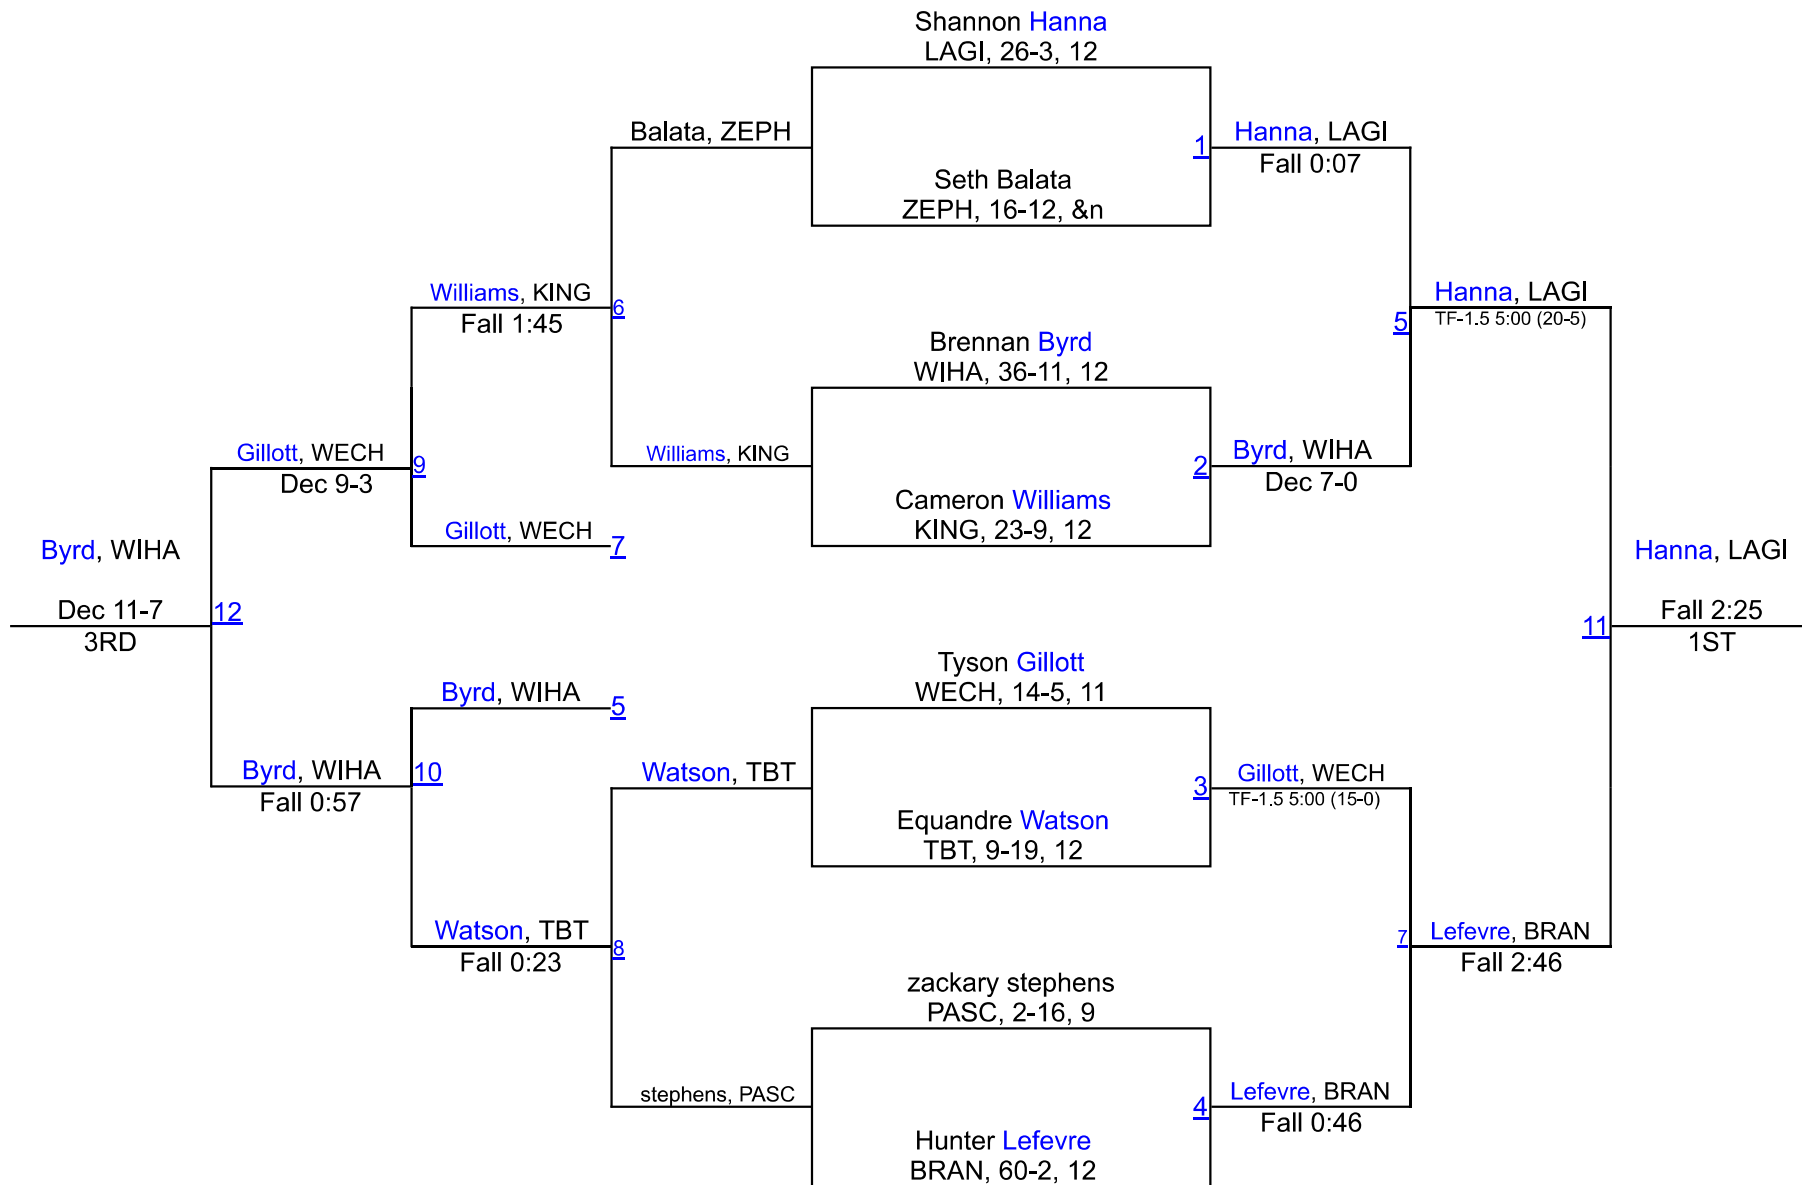 Shannon Hanna
LAGI, 26-3, 12
Balata, ZEPH
1
Hanna, LAGI
Fall 0:07
Seth Balata
ZEPH, 16-12, &n
Williams, KING
Fall 1:45
6
Hanna, LAGI
TF-1.5 5:00 (20-5)
5
Brennan Byrd
WIHA, 36-11, 12
Gillott, WECH
Dec 9-3
9
Williams, KING
2
Byrd, WIHA
Dec 7-0
Cameron Williams
KING, 23-9, 12
Gillott, WECH
7
Byrd, WIHA
Dec 11-7
3RD
12
Hanna, LAGI
Fall 2:25
1ST
11
Tyson Gillott
WECH, 14-5, 11
Byrd, WIHA
5
Byrd, WIHA
Fall 0:57
10
Watson, TBT
3
Gillott, WECH
TF-1.5 5:00 (15-0)
Equandre Watson
TBT, 9-19, 12
Watson, TBT
Fall 0:23
8
7
Lefevre, BRAN
Fall 2:46
zackary stephens
PASC, 2-16, 9
stephens, PASC
4
Lefevre, BRAN
Fall 0:46
Hunter Lefevre
BRAN, 60-2, 12